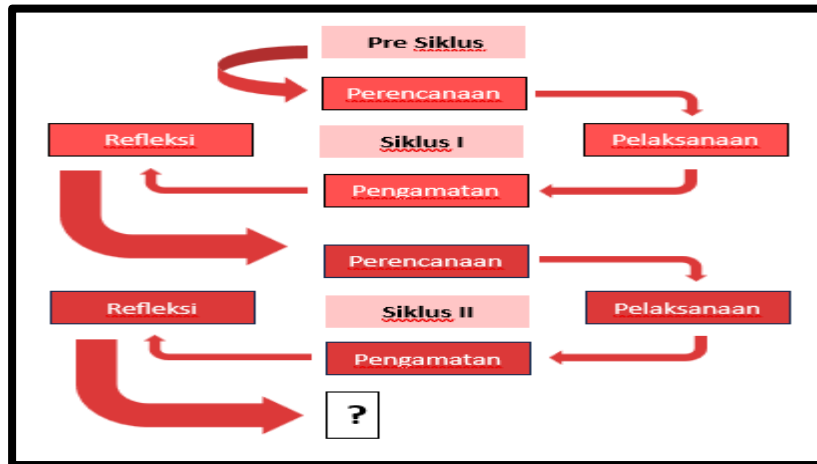 Pre Siklus
Perencanaan
Refleksi
Siklus I
Pelaksanaan
Pengamatan
Perencanaan
Refleksi
Siklus II
Pelaksanaan
Pengamatan
?